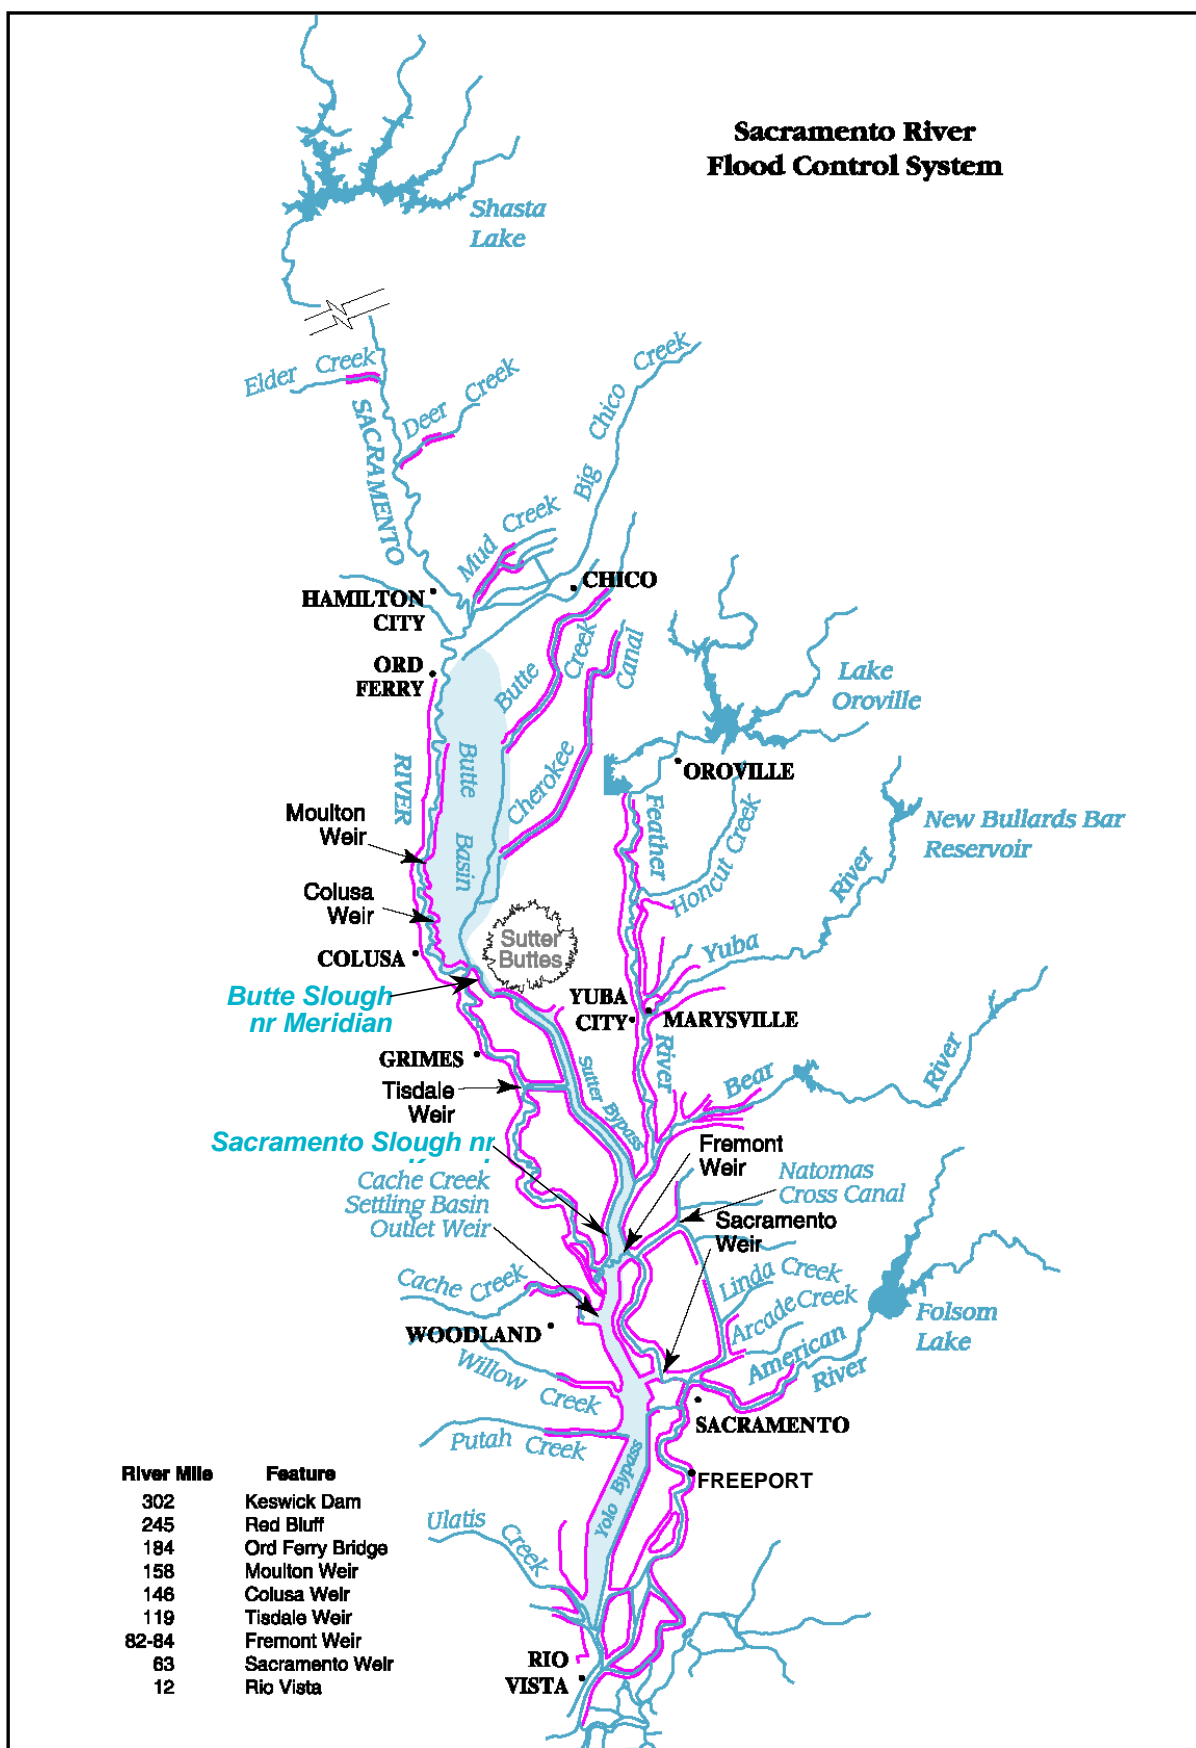 Sacramento River
Flood Control System
Shasta
Lake
Elder Creek
SACRAMENTO
Deer Creek
Big Chico Creek
Mud Creek
CHICO
HAMILTON
CITY
ORD
FERRY
Butte Creek
Cherokee Canal
Lake
Oroville
OROVILLE
RIVER
Butte Basin
Feather River
Honcut Creek
New Bullards Bar
Reservoir
Moulton
Weir
Colusa
Weir
COLUSA
Sutter
Buttes
Yuba River
Butte Slough
nr Meridian
YUBA
CITY
MARYSVILLE
GRIMES
Tisdale
Weir
Sutter Bypass
Bear River
Sacramento Slough nr
Fremont
Weir
Natomas
Cross Canal
Cache Creek
Settling Basin
Outlet Weir
Sacramento
Weir
Cache Creek
Linda Creek
Arcade Creek
American River
Folsom
Lake
WOODLAND
Willow Creek
SACRAMENTO
Putah Creek
Yolo Bypass
FREEPORT
Ulatis Creek
RIO
VISTA
River Mile Feature
302 Keswick Dam
245 Red Bluff
184 Ord Ferry Bridge
158 Moulton Weir
146 Colusa Weir
119 Tisdale Weir
82-84 Fremont Weir
63 Sacramento Weir
12 Rio Vista